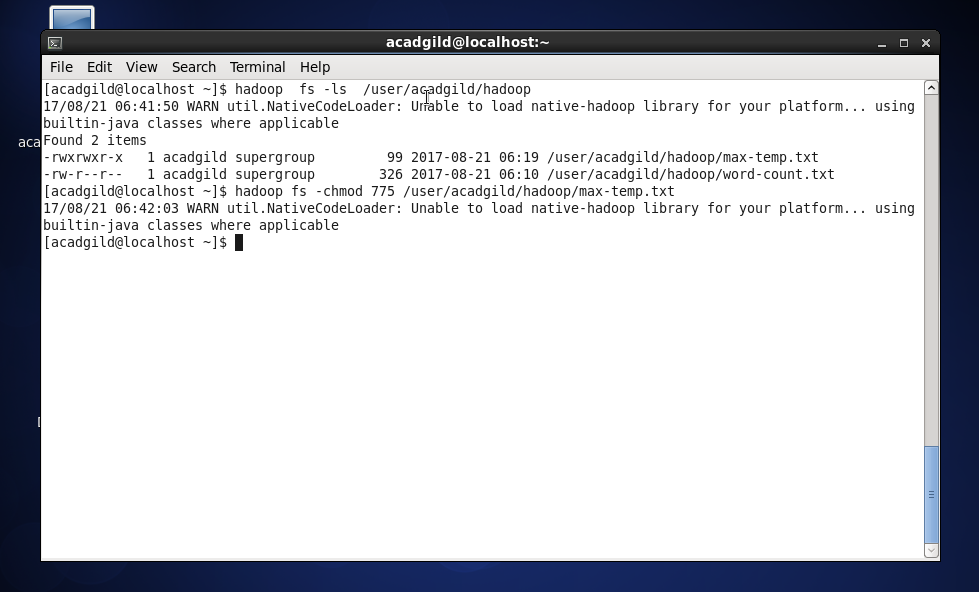 acadgild@localhost:~
File Edit View Search Terminal Help
[acadgild@localhost ~]$ hadoop  fs -ls  /user/acadgild/hadoop
17/08/21 06:41:50 WARN util.NativeCodeLoader: Unable to load native-hadoop library for your platform... using
builtin-java classes where applicable
Found 2 items
-rwxrwxr-x   1 acadgild supergroup         99 2017-08-21 06:19 /user/acadgild/hadoop/max-temp.txt
-rw-r--r--   1 acadgild supergroup        326 2017-08-21 06:10 /user/acadgild/hadoop/word-count.txt
[acadgild@localhost ~]$ hadoop fs -chmod 775 /user/acadgild/hadoop/max-temp.txt
17/08/21 06:42:03 WARN util.NativeCodeLoader: Unable to load native-hadoop library for your platform... using
builtin-java classes where applicable
[acadgild@localhost ~]$
aca